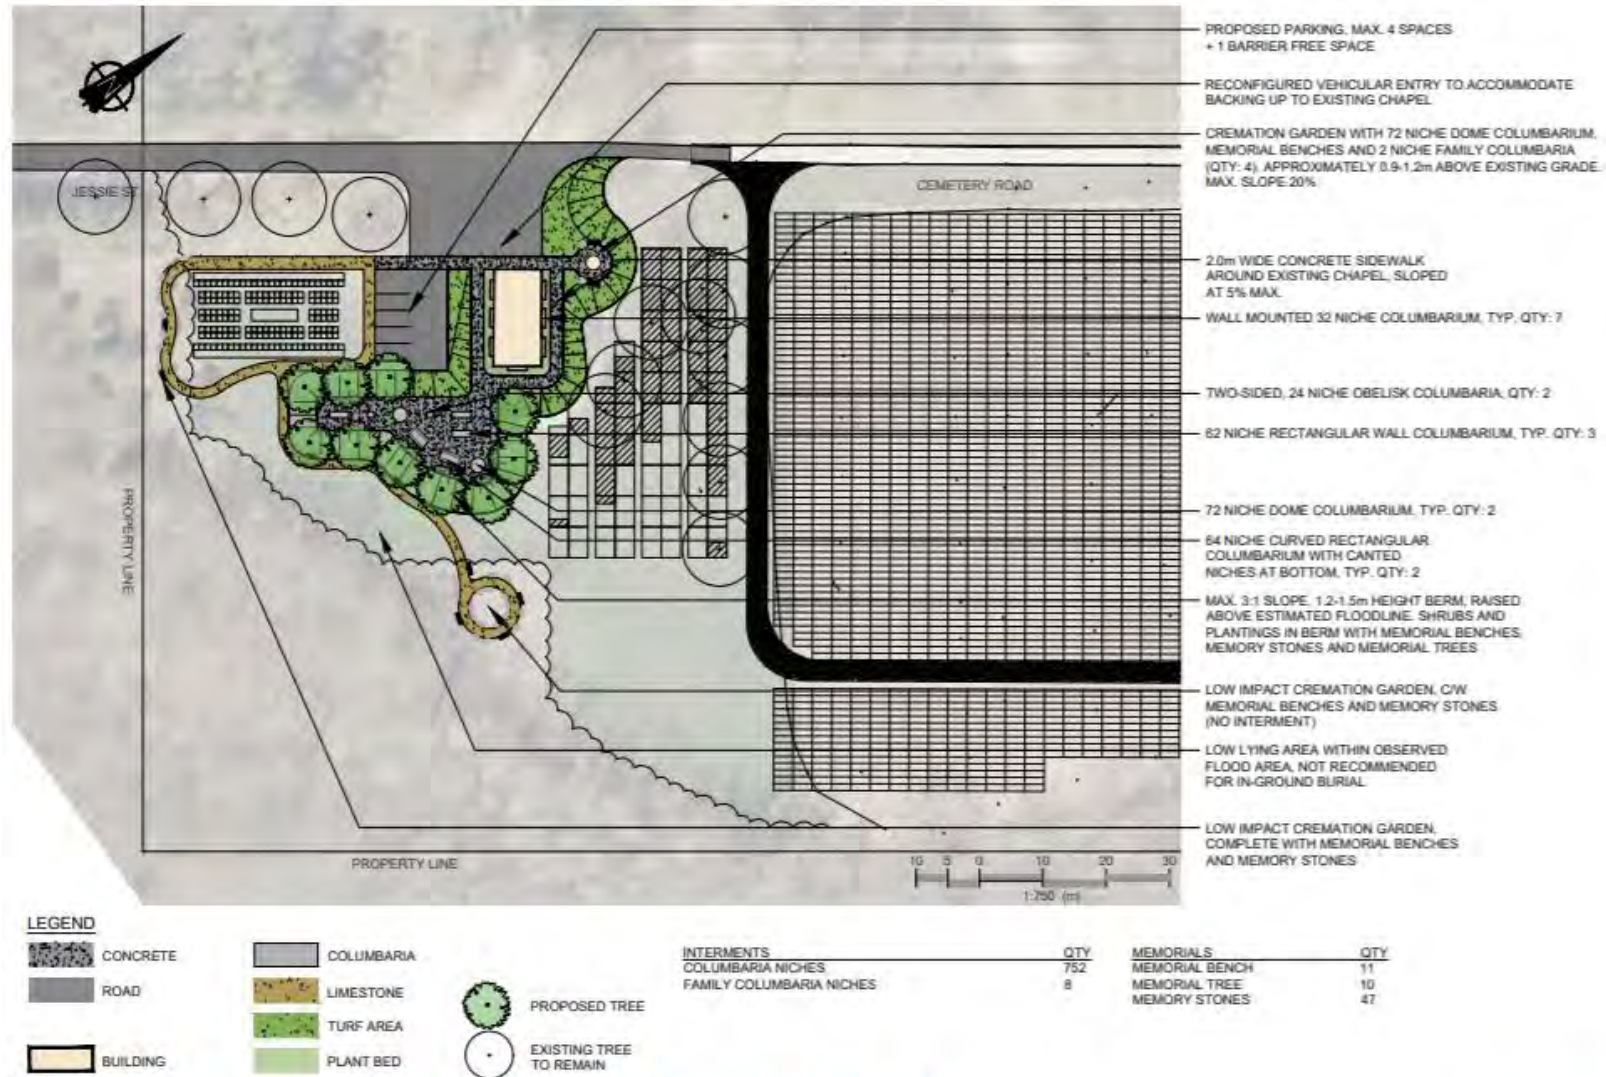 PROPOSED PARKING, MAX. 4 SPACES
+ 1 BARRIER FREE SPACE
RECONFIGURED VEHICULAR ENTRY TO ACCOMMODATE
BACKING UP TO EXISTING CHAPEL
CREMATION GARDEN WITH 72 NICHE DOME COLUMBARIUM,
MEMORIAL BENCHES AND 2 NICHE FAMILY COLUMBARIA
(QTY: 4). APPROXIMATELY 0.9-1.2m ABOVE EXISTING GRADE.
MAX. SLOPE 20%
JESSIE ST
CEMETERY ROAD
2.0m WIDE CONCRETE SIDEWALK
AROUND EXISTING CHAPEL, SLOPED
AT 5% MAX.
WALL MOUNTED 32 NICHE COLUMBARIUM, TYP. QTY: 7
TWO-SIDED, 24 NICHE OBELISK COLUMBARIA, QTY: 2
62 NICHE RECTANGULAR WALL COLUMBARIUM, TYP. QTY: 3
72 NICHE DOME COLUMBARIUM, TYP. QTY: 2
64 NICHE CURVED RECTANGULAR
COLUMBARIUM WITH CANTED
NICHES AT BOTTOM, TYP. QTY: 2
MAX. 3:1 SLOPE, 1.2-1.5m HEIGHT BERM, RAISED
ABOVE ESTIMATED FLOODLINE. SHRUBS AND
PLANTINGS IN BERM WITH MEMORIAL BENCHES,
MEMORY STONES AND MEMORIAL TREES
LOW IMPACT CREMATION GARDEN, C/W
MEMORIAL BENCHES AND MEMORY STONES
(NO INTERMENT)
LOW LYING AREA WITHIN OBSERVED
FLOOD AREA, NOT RECOMMENDED
FOR IN-GROUND BURIAL
LOW IMPACT CREMATION GARDEN,
COMPLETE WITH MEMORIAL BENCHES
AND MEMORY STONES
PROPERTY LINE
PROPERTY LINE
10 5 0 10 20 30
1:750 (m)
LEGEND
CONCRETE
ROAD
BUILDING
COLUMBARIA
LIMESTONE
TURF AREA
PLANT BED
PROPOSED TREE
EXISTING TREE
TO REMAIN
INTERMENTS QTY
COLUMBARIA NICHES 752
FAMILY COLUMBARIA NICHES 8
MEMORIALS QTY
MEMORIAL BENCH 11
MEMORIAL TREE 10
MEMORY STONES 47